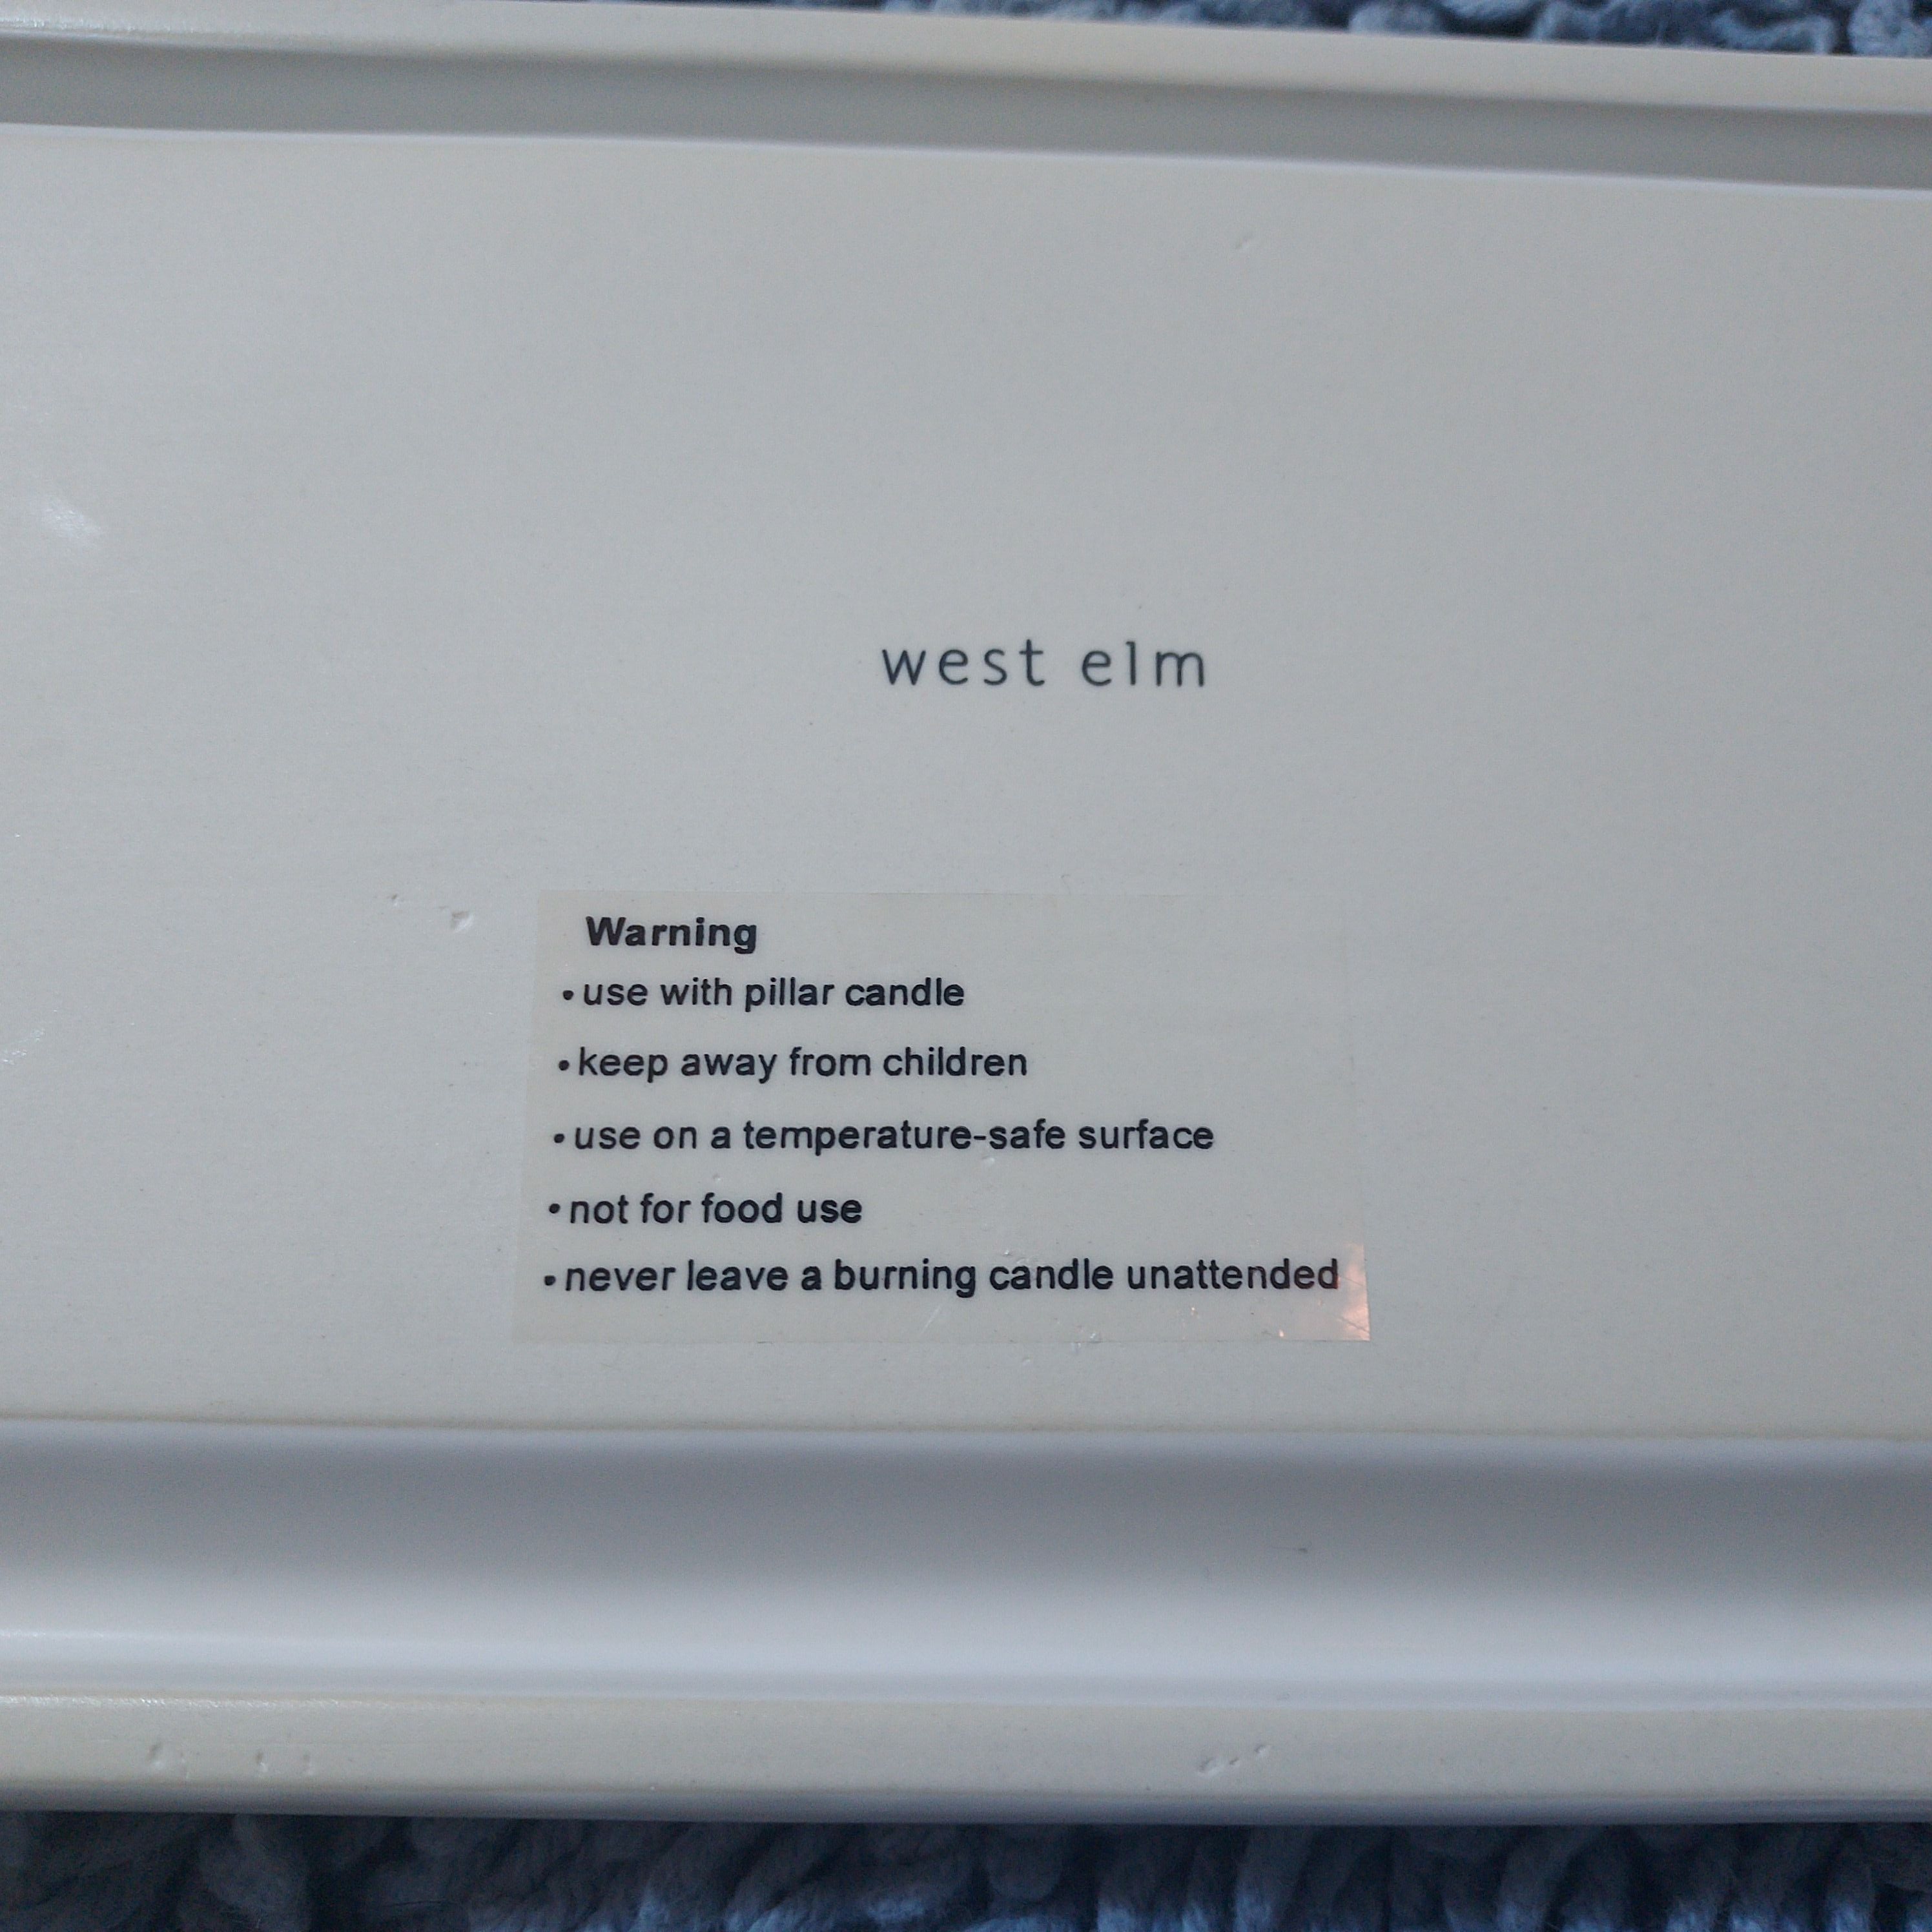 west elm
Warning
• use with pillar candle
• keep away from children
• use on a temperature-safe surface
• not for food use
• never leave a burning candle unattended